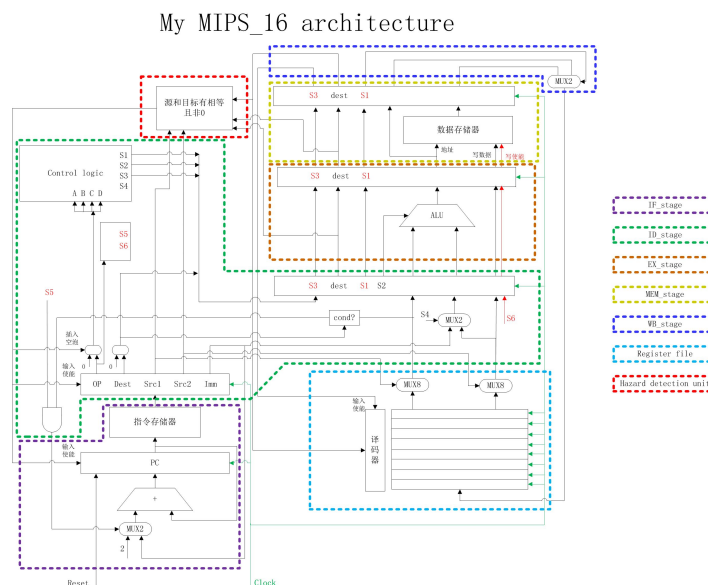 My MIPS_16 architecture
MUX2
S3 dest S1
源和目标有相等
且非0
数据存储器
地址
写数据
写使能
Control logic
S1
S2
S3
S4
A B C D
S3 dest S1
S5
S6
ALU
IF_stage
ID_stage
EX_stage
MEM_stage
WB_stage
Register file
Hazard detection unit
S3 dest S1 S2
S5
cond?
S4
MUX2
S6
插入
空泡
0
0
输入
使能
OP Dest Src1 Src2 Imm
MUX8
MUX8
输入
使能
指令存储器
译
码
器
输入
使能
PC
+
MUX2
2
Reset
Clock